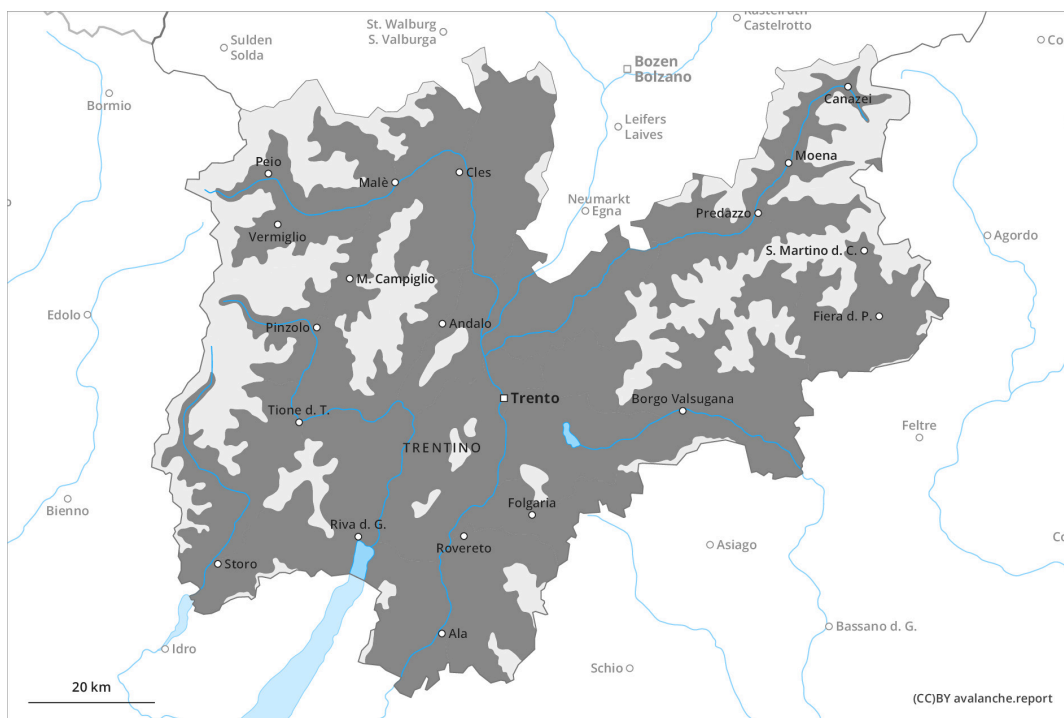 Kastelruth
Castelrotto
St. Walburg
S. Valburga
Sulden
Solda
Co
Bozen
Bolzano
Bormio
Canazei
Leifers
Laives
Moena
Peio
Malè
Cles
Neumarkt
Egna
Predazzo
Vermiglio
Agordo
S. Martino d. C.
M. Campiglio
Edolo
Pinzolo
Andalo
Fiera d. P.
Trento
Borgo Valsugana
Tione d. T.
Feltre
TRENTINO
Bienno
Folgaria
Riva d. G.
Rovereto
Asiago
Co
Storo
Ala
Bassano d. G.
Idro
Schio
20 km
(CC)BY avalanche.report